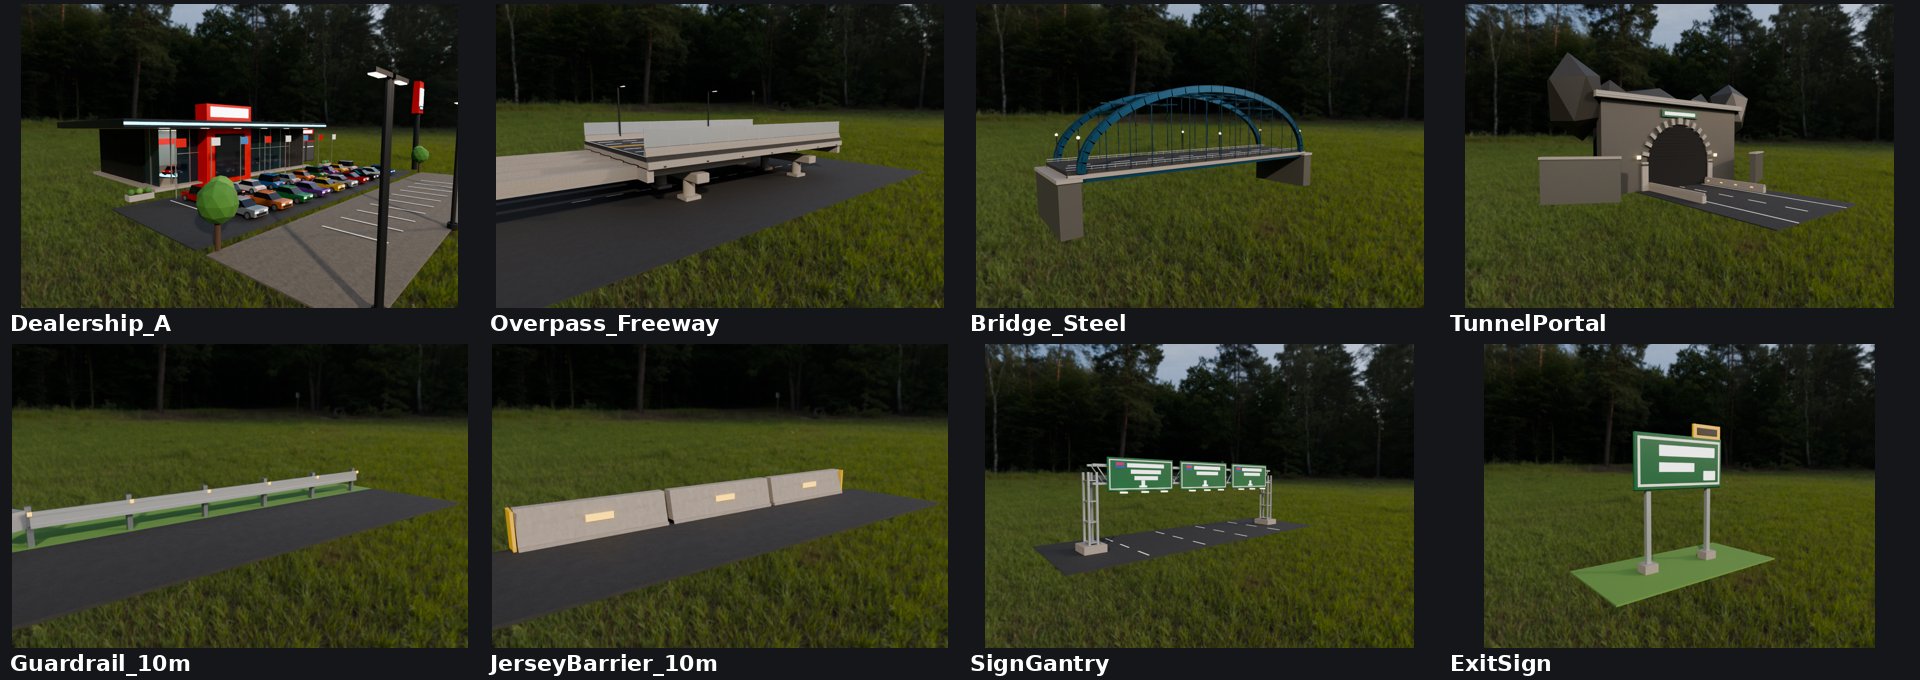 Dealership_A
Overpass_Freeway
Bridge_Steel
TunnelPortal
Guardrail_10m
JerseyBarrier_10m
SignGantry
ExitSign